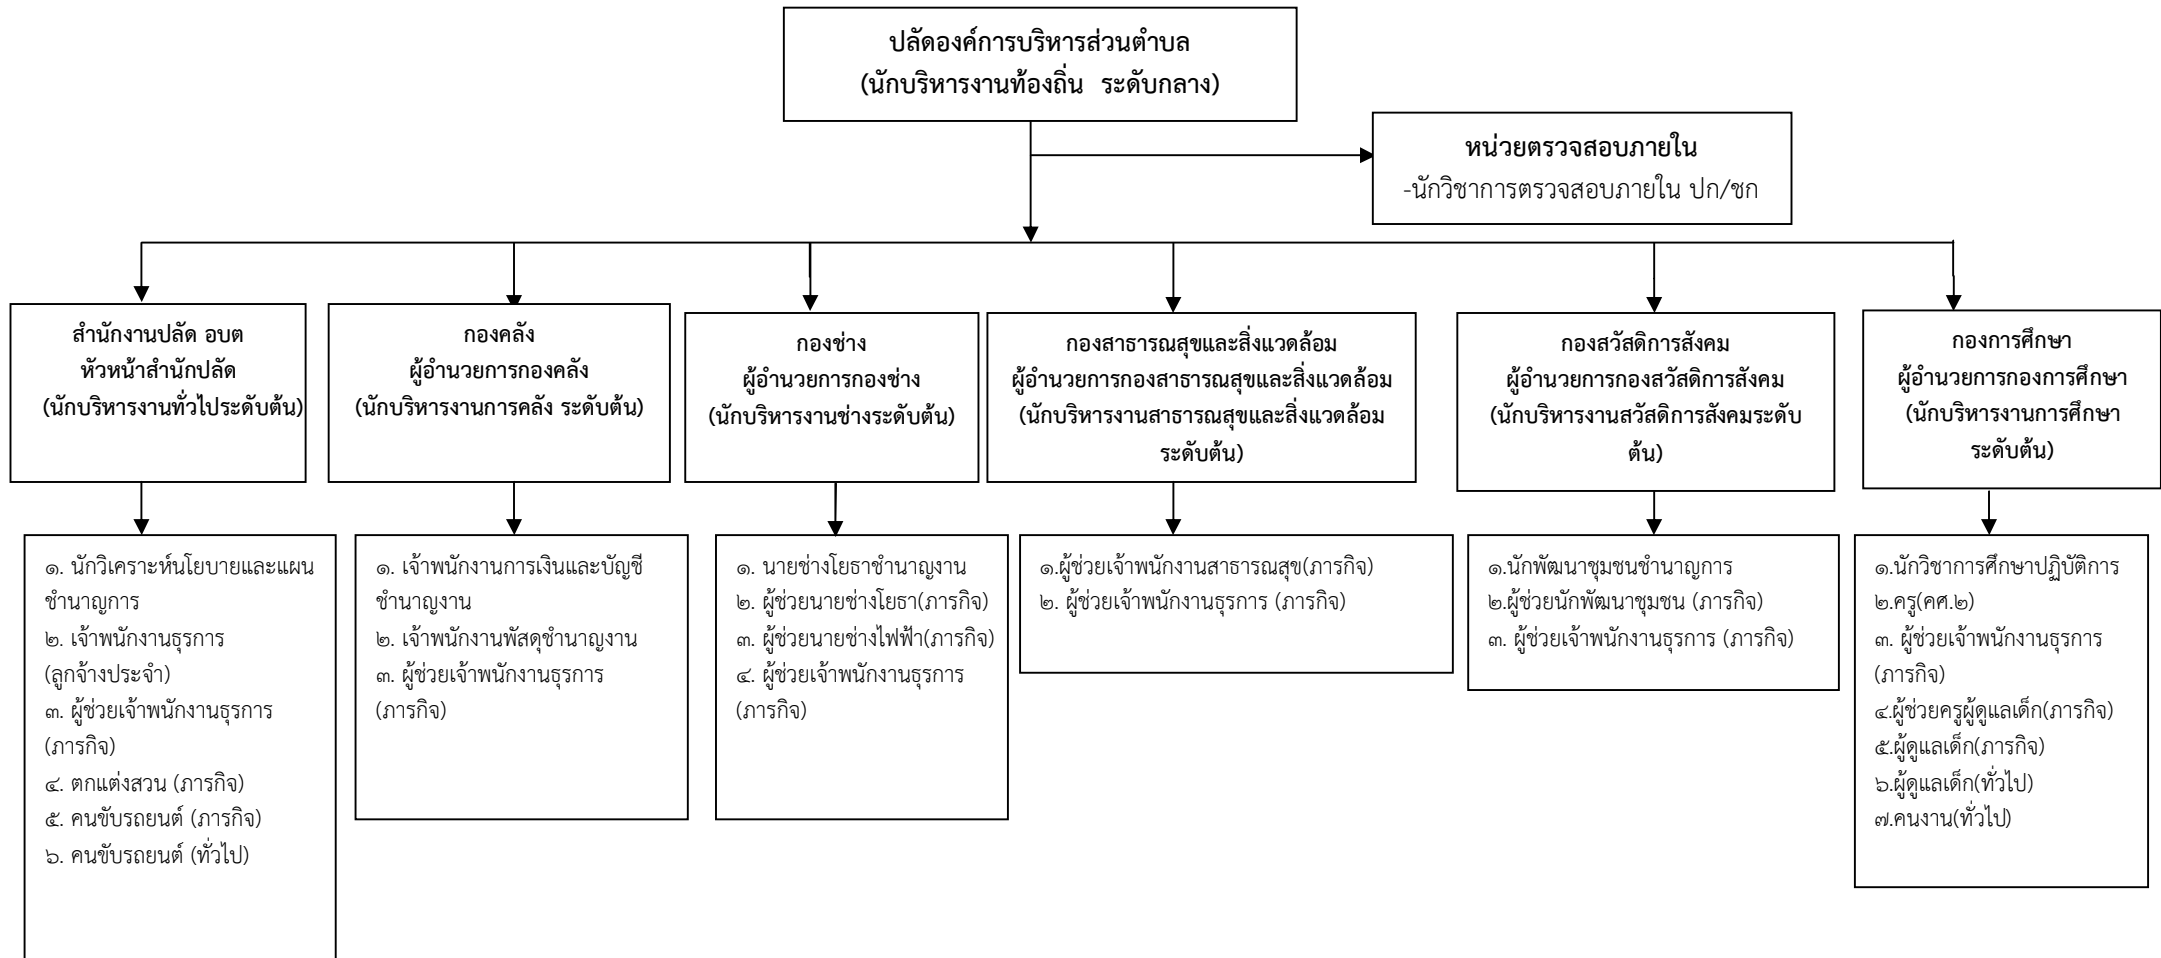 ปลัดองค์การบริหารส่วนตำบล
(นักบริหารงานท้องถิ่น  ระดับกลาง)
หน่วยตรวจสอบภายใน
-นักวิชาการตรวจสอบภายใน ปก/ชก
สำนักงานปลัด อบต
หัวหน้าสำนักปลัด
(นักบริหารงานทั่วไประดับต้น)
กองคลัง
ผู้อำนวยการกองคลัง
(นักบริหารงานการคลัง ระดับต้น)
กองช่าง
ผู้อำนวยการกองช่าง
(นักบริหารงานช่างระดับต้น)
กองสาธารณสุขและสิ่งแวดล้อม
ผู้อำนวยการกองสาธารณสุขและสิ่งแวดล้อม
(นักบริหารงานสาธารณสุขและสิ่งแวดล้อม
ระดับต้น)
กองสวัสดิการสังคม
ผู้อำนวยการกองสวัสดิการสังคม
(นักบริหารงานสวัสดิการสังคมระดับ
ต้น)
กองการศึกษา
ผู้อำนวยการกองการศึกษา
(นักบริหารงานการศึกษา
ระดับต้น)
๑. นักวิเคราะห์นโยบายและแผน
ชำนาญการ
๒. เจ้าพนักงานธุรการ
(ลูกจ้างประจำ)
๓. ผู้ช่วยเจ้าพนักงานธุรการ
(ภารกิจ)
๔. ตกแต่งสวน (ภารกิจ)
๕. คนขับรถยนต์ (ภารกิจ)
๖. คนขับรถยนต์ (ทั่วไป)
๑. เจ้าพนักงานการเงินและบัญชี
ชำนาญงาน
๒. เจ้าพนักงานพัสดุชำนาญงาน
๓. ผู้ช่วยเจ้าพนักงานธุรการ
(ภารกิจ)
๑. นายช่างโยธาชำนาญงาน
๒. ผู้ช่วยนายช่างโยธา(ภารกิจ)
๓. ผู้ช่วยนายช่างไฟฟ้า(ภารกิจ)
๔. ผู้ช่วยเจ้าพนักงานธุรการ
(ภารกิจ)
๑.ผู้ช่วยเจ้าพนักงานสาธารณสุข(ภารกิจ)
๒. ผู้ช่วยเจ้าพนักงานธุรการ (ภารกิจ)
๑.นักพัฒนาชุมชนชำนาญการ
๒.ผู้ช่วยนักพัฒนาชุมชน (ภารกิจ)
๓. ผู้ช่วยเจ้าพนักงานธุรการ (ภารกิจ)
๑.นักวิชาการศึกษาปฏิบัติการ
๒.ครู(คศ.๒)
๓. ผู้ช่วยเจ้าพนักงานธุรการ
(ภารกิจ)
๔.ผู้ช่วยครูผู้ดูแลเด็ก(ภารกิจ)
๕.ผู้ดูแลเด็ก(ภารกิจ)
๖.ผู้ดูแลเด็ก(ทั่วไป)
๗.คนงาน(ทั่วไป)